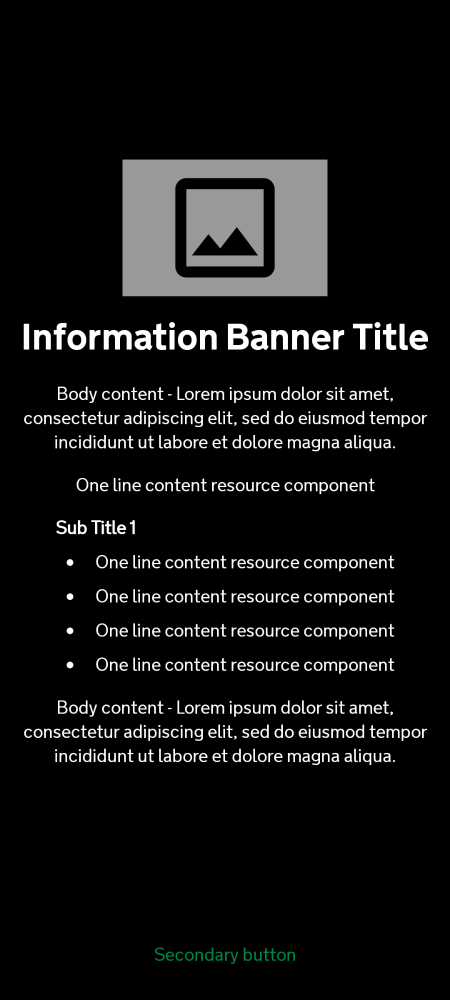 Information Banner Title
Body content - Lorem ipsum dolor sit amet,
consectetur adipiscing elit, sed do eiusmod tempor
incididunt ut labore et dolore magna aliqua.
One line content resource component
Sub Title 1
• One line content resource component
• One line content resource component
• One line content resource component
• One line content resource component
Body content - Lorem ipsum dolor sit amet,
consectetur adipiscing elit, sed do eiusmod tempor
incididunt ut labore et dolore magna aliqua.
Secondary button